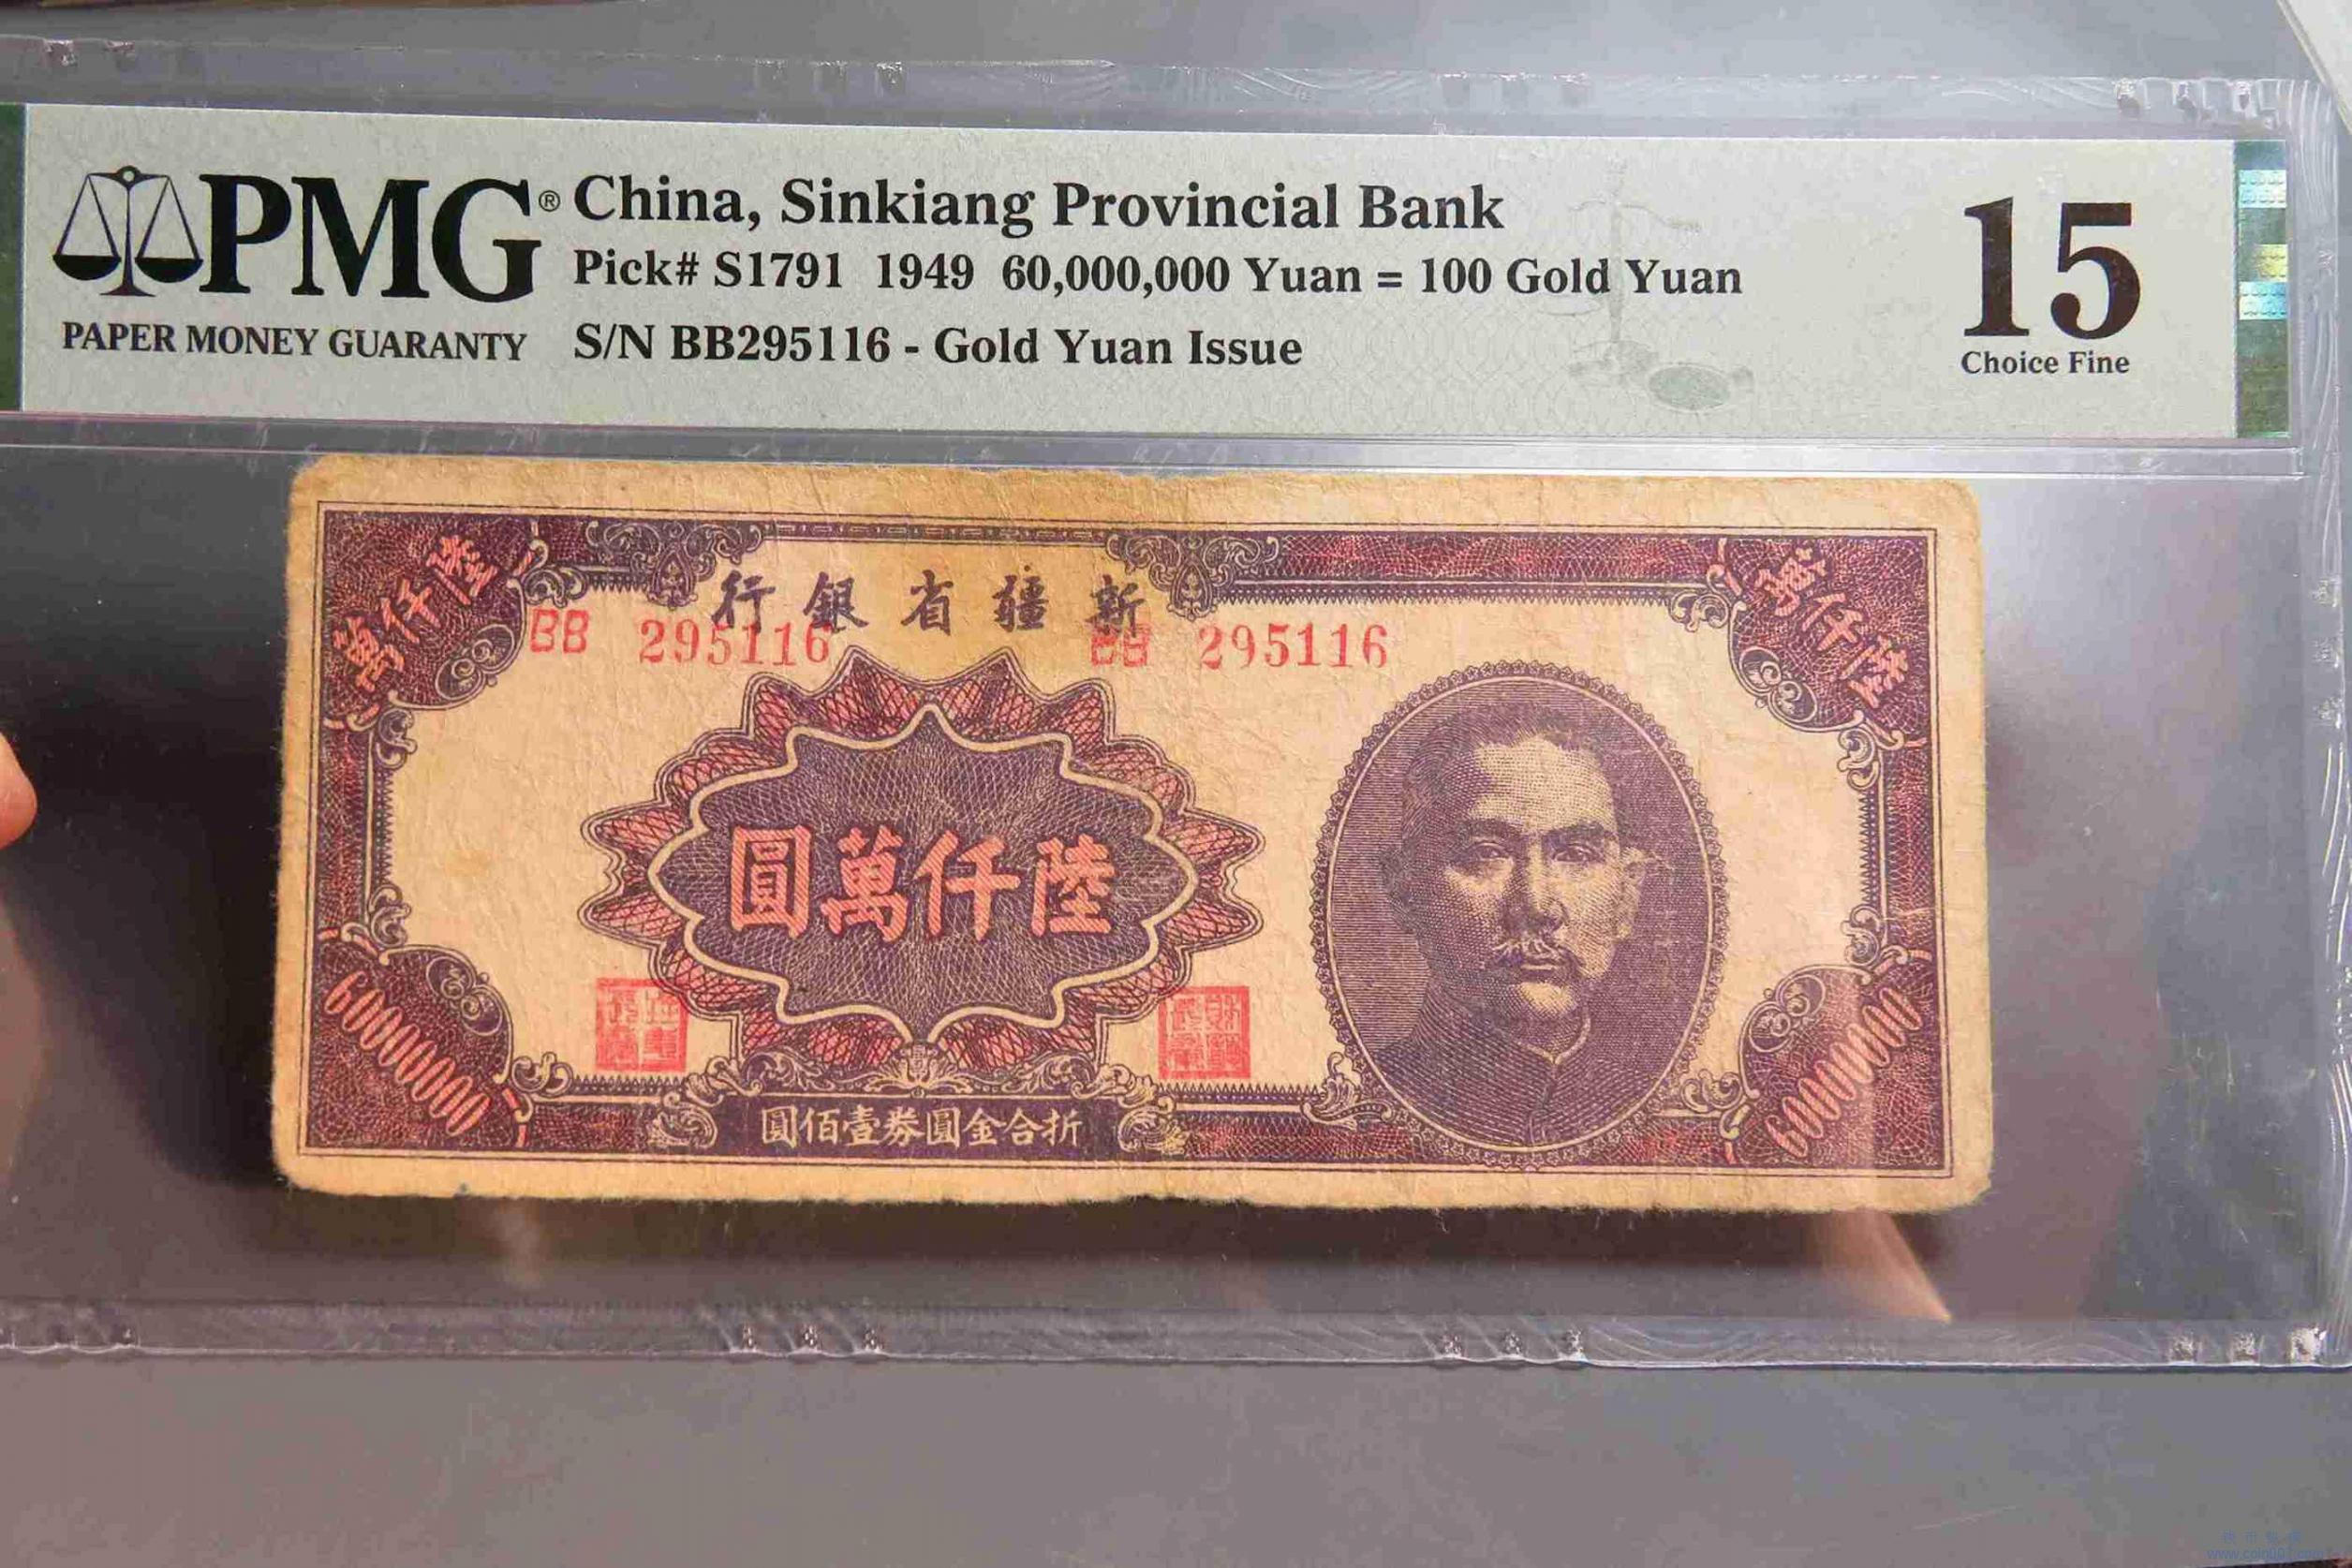 PMG® China, Sinkiang Provincial Bank
Pick# S1791 1949 60,000,000 Yuan = 100 Gold Yuan
PAPER MONEY GUARANTY S/N BB295116 - Gold Yuan Issue
15
Choice Fine
陸仟萬
行銀省疆新
萬仟陸
BB 295116 BB 295116
圓萬仟陸
60000000
60000000
圓佰壹券圓金合折